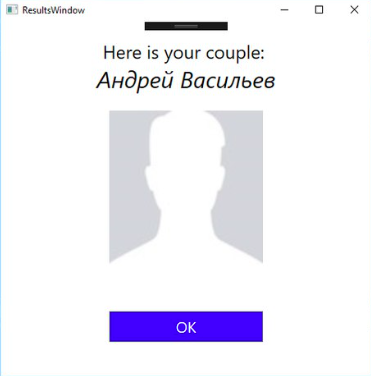 ResultsWindow
Here is your couple:
Андрей Васильев
OK